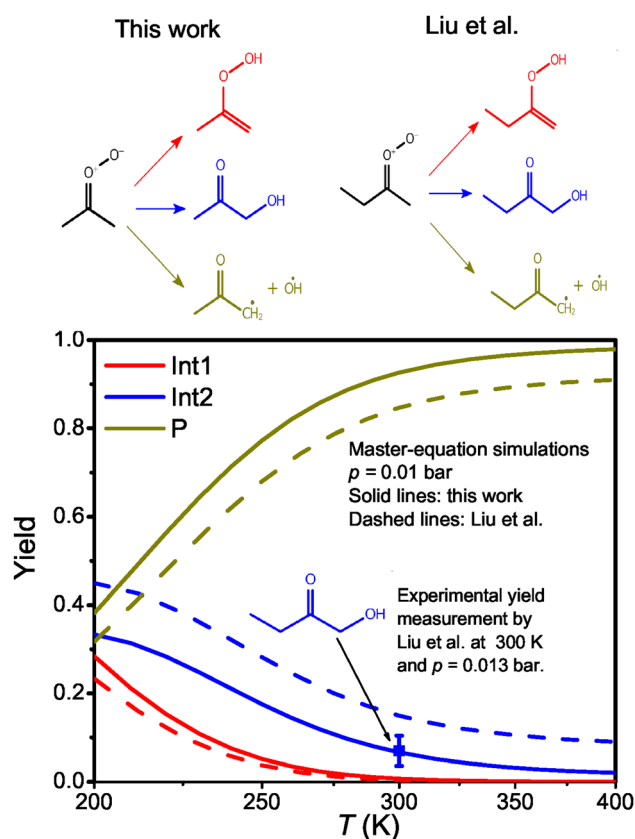 This work
Liu et al.
OH
O
O⁻
O⁺
O
OH
O
CH₂ + OH
OH
O
O⁻
O⁺
O
OH
O
CH₂ + OH
Int1
Int2
P
Master-equation simulations
p = 0.01 bar
Solid lines: this work
Dashed lines: Liu et al.
O
OH
Experimental yield
measurement by
Liu et al. at 300 K
and p = 0.013 bar.
Yield
1.0
0.8
0.6
0.4
0.2
0.0
200
250
300
350
400
T (K)